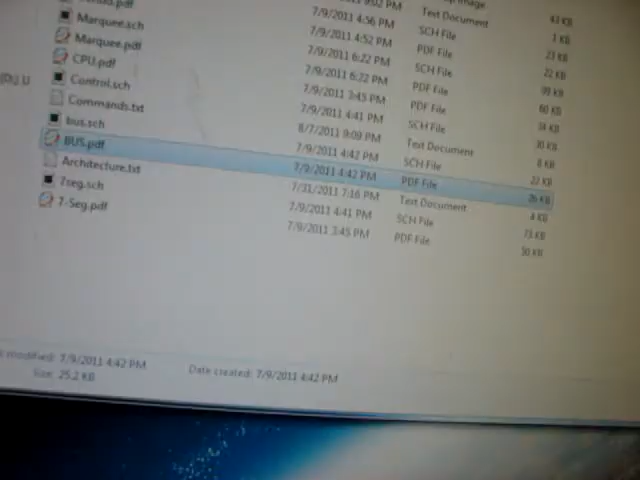 Marquee.sch 7/9/2011 4:56 PM Text Document 43 KB
Marquee.pdf 7/9/2011 4:52 PM SCH File 1 KB
CPU.pdf 7/9/2011 6:22 PM PDF File 23 KB
Control.sch 7/9/2011 6:22 PM SCH File 22 KB
Commands.txt 7/9/2011 3:45 PM PDF File
bus.sch 7/9/2011 4:41 PM PDF File 60 KB
BUS.pdf 8/7/2011 9:09 PM SCH File
Architecture.txt 7/9/2011 4:42 PM Text Document
7seg.sch 7/9/2011 4:42 PM SCH File 8 KB
7-Seg.pdf 7/31/2011 7:16 PM PDF File 22 KB
7/9/2011 4:41 PM Text Document 26 KB
7/9/2011 3:45 PM SCH File 4 KB
PDF File 73 KB
50 KB
modified: 7/9/2011 4:42 PM Date created: 7/9/2011 4:42 PM
Size: 25.2 KB